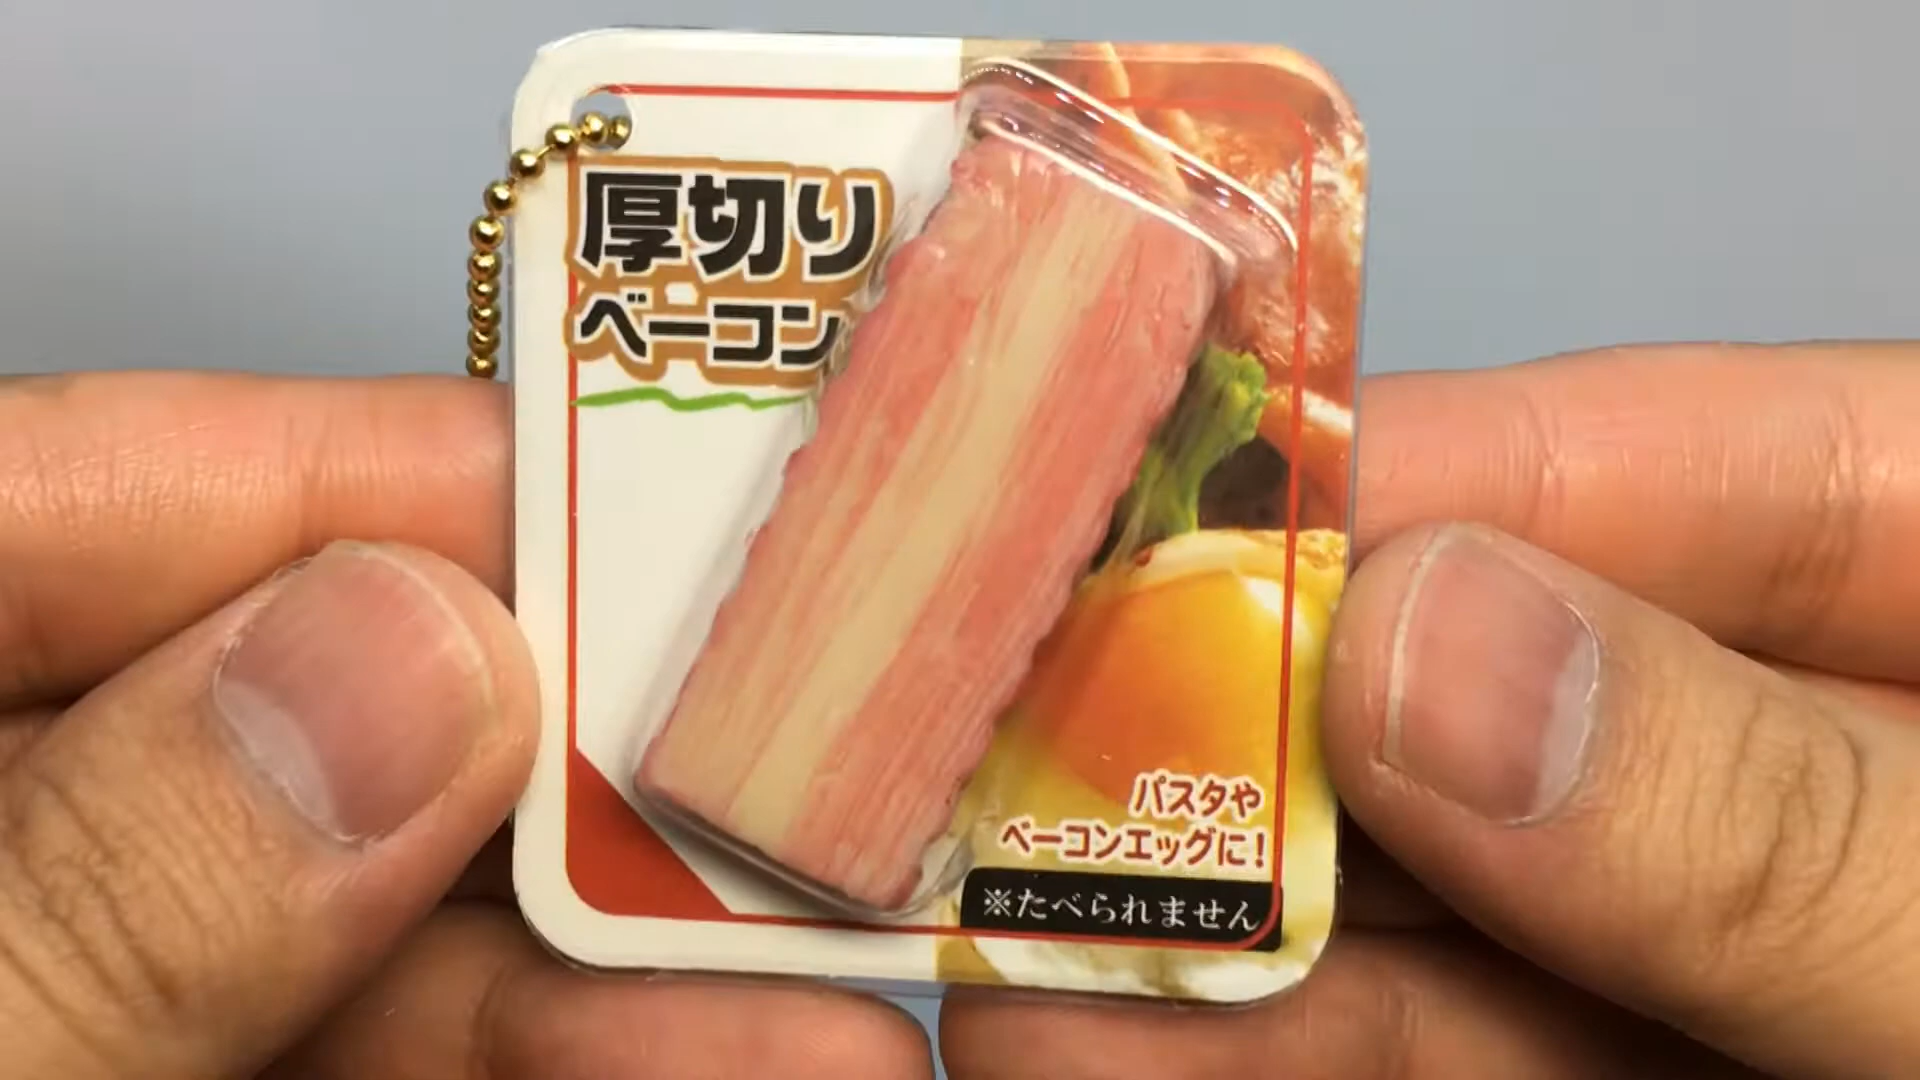 厚切り
ベーコン
パスタや
ベーコンエッグに!
※たべられません